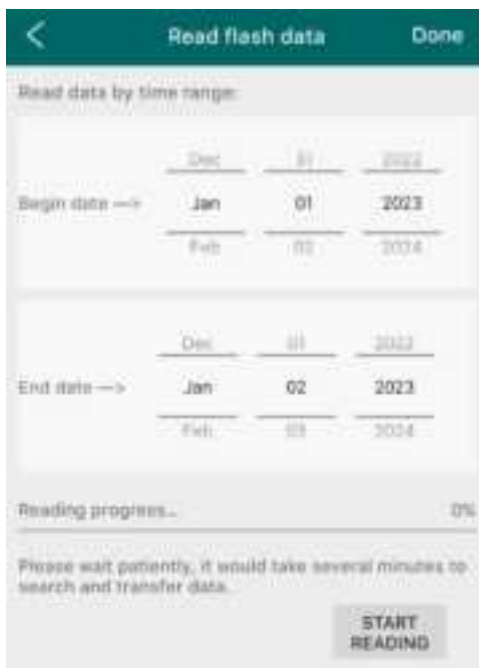 Read flash data Done
Read data by time range:
Dec 31 2022
Begin date ---> Jan 01 2023
Feb 02 2024
Dec 01 2022
End date ---> Jan 02 2023
Feb 03 2024
Reading progress... 0%
Please wait patiently, it would take several minutes to
search and transfer data.
START
READING